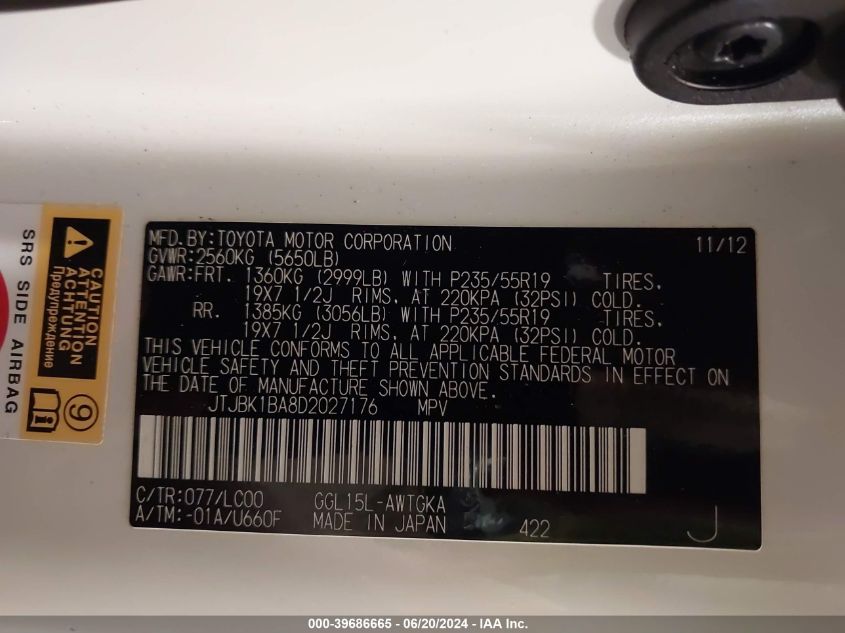 MFD.BY:TOYOTA MOTOR CORPORATION 11/12
GVWR:2560KG (5650LB)
GAWR:FRT. 1360KG (2999LB) WITH P235/55R19 TIRES,
19X7 1/2J RIMS, AT 220KPA (32PSI) COLD.
RR. 1385KG (3056LB) WITH P235/55R19 TIRES,
19X7 1/2J RIMS, AT 220KPA (32PSI) COLD.
THIS VEHICLE CONFORMS TO ALL APPLICABLE FEDERAL MOTOR
VEHICLE SAFETY AND THEFT PREVENTION STANDARDS IN EFFECT ON
THE DATE OF MANUFACTURE SHOWN ABOVE.
JTJBK1BA8D2027176 MPV
C/TR:077/LC00 GGL15L-AWTGKA
A/TM:-01A/U660F MADE IN JAPAN 422 J
CAUTION
ATTENTION
ACHTUNG
Предупреждение
9
SRS SIDE AIRBAG
000-39686665 - 06/20/2024 - IAA Inc.